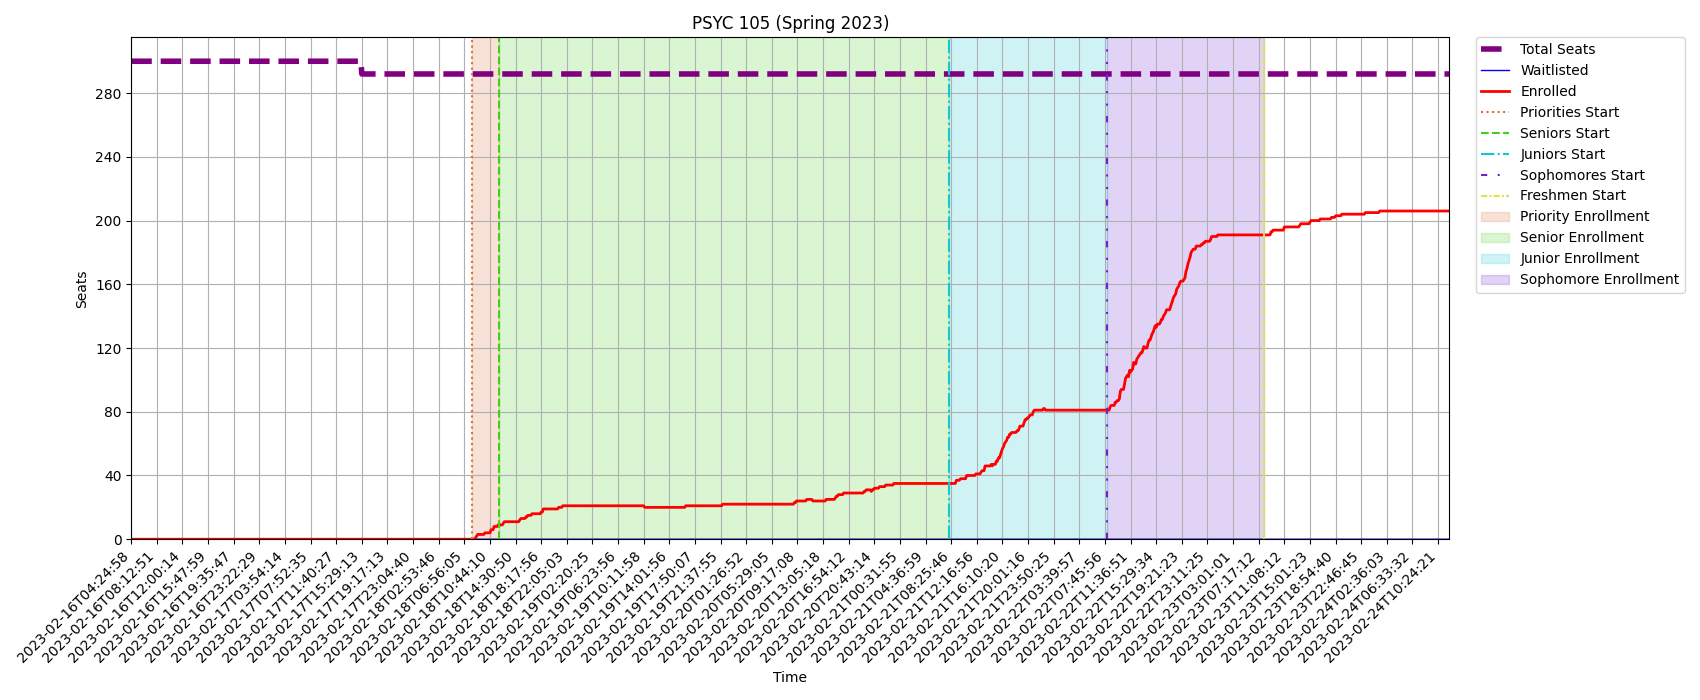 PSYC 105 (Spring 2023)
Seats
280
240
200
160
120
80
40
0
2023-02-16T04:24:58
2023-02-16T08:12:51
2023-02-16T12:00:14
2023-02-16T15:47:59
2023-02-16T19:35:47
2023-02-16T23:22:29
2023-02-17T03:54:14
2023-02-17T07:52:35
2023-02-17T11:40:27
2023-02-17T15:29:13
2023-02-17T19:17:13
2023-02-17T23:04:40
2023-02-18T02:53:46
2023-02-18T06:56:05
2023-02-18T10:44:10
2023-02-18T14:30:50
2023-02-18T18:17:56
2023-02-18T22:05:03
2023-02-19T02:20:25
2023-02-19T06:23:56
2023-02-19T10:11:58
2023-02-19T14:01:56
2023-02-19T17:50:07
2023-02-19T21:37:55
2023-02-20T01:26:52
2023-02-20T05:29:05
2023-02-20T09:17:08
2023-02-20T13:05:18
2023-02-20T16:54:12
2023-02-20T20:43:14
2023-02-21T00:31:55
2023-02-21T04:36:59
2023-02-21T08:25:46
2023-02-21T12:16:50
2023-02-21T16:10:20
2023-02-21T20:01:16
2023-02-21T23:50:25
2023-02-22T03:39:57
2023-02-22T07:45:56
2023-02-22T11:36:51
2023-02-22T15:29:34
2023-02-22T19:21:23
2023-02-22T23:11:25
2023-02-23T03:01:01
2023-02-23T07:17:12
2023-02-23T11:08:12
2023-02-23T15:01:23
2023-02-23T18:54:40
2023-02-23T22:46:45
2023-02-24T02:36:03
2023-02-24T06:33:32
2023-02-24T10:24:21
Time
Total Seats
Waitlisted
Enrolled
Priorities Start
Seniors Start
Juniors Start
Sophomores Start
Freshmen Start
Priority Enrollment
Senior Enrollment
Junior Enrollment
Sophomore Enrollment